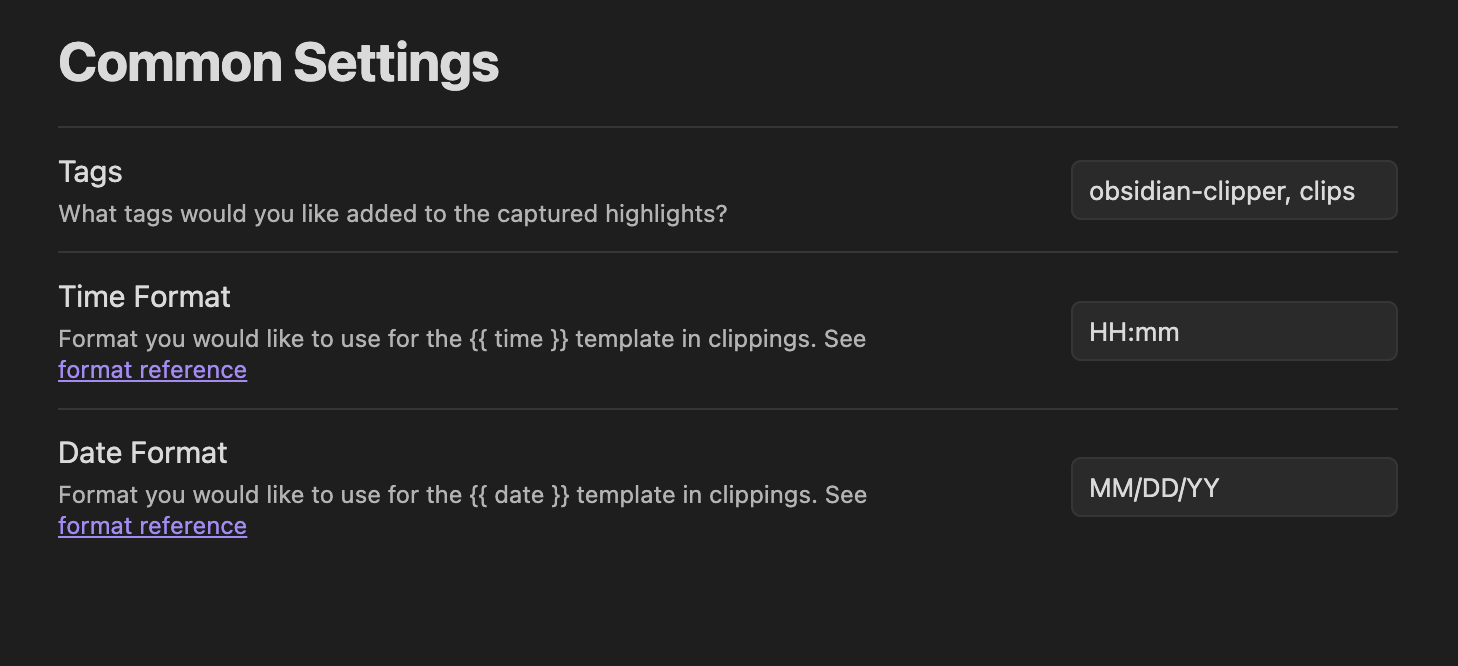 Common Settings
Tags
What tags would you like added to the captured highlights?
obsidian-clipper, clips
Time Format
Format you would like to use for the {{ time }} template in clippings. See
format reference
HH:mm
Date Format
Format you would like to use for the {{ date }} template in clippings. See
format reference
MM/DD/YY